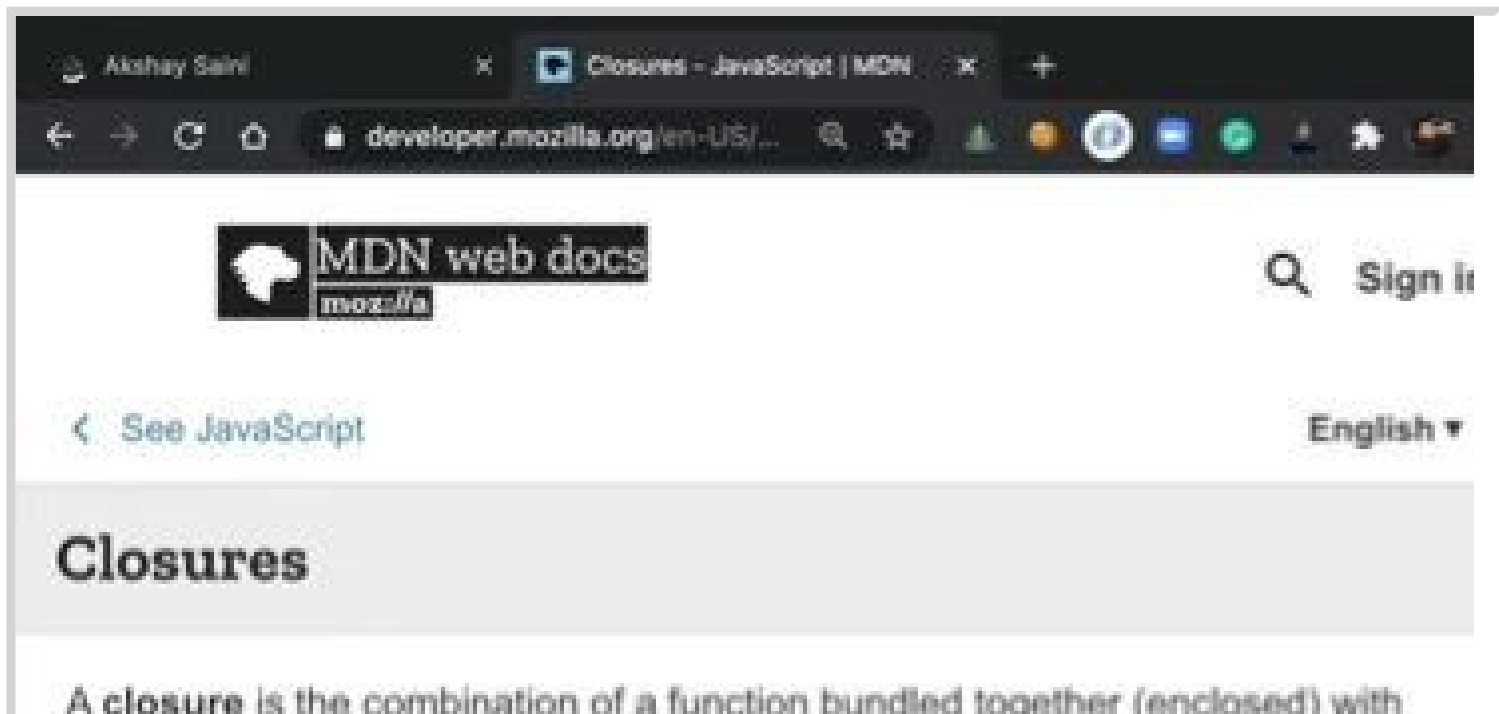 Akshay Saini
Closures - JavaScript | MDN
developer.mozilla.org/en-US/...
MDN web docs
moz://a
Sign in
See JavaScript
English ▾
Closures
A closure is the combination of a function bundled together (enclosed) with